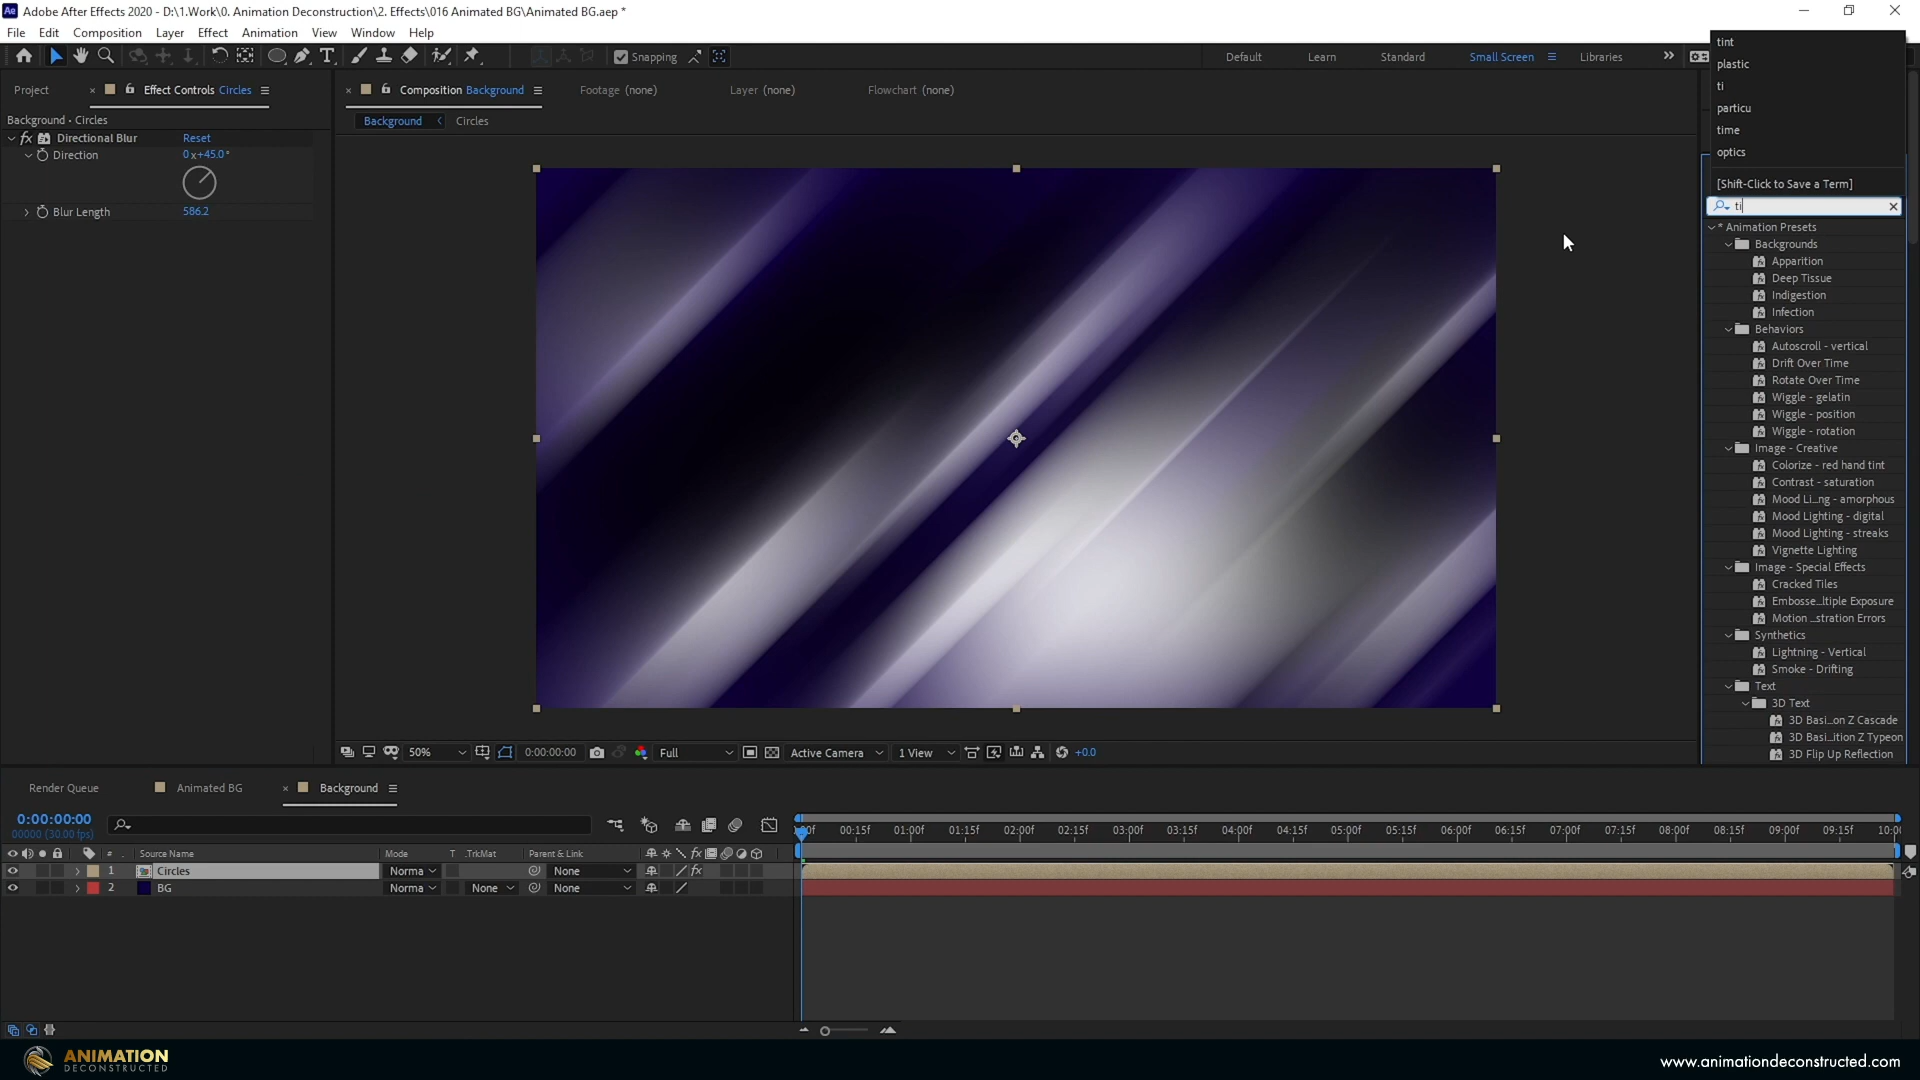 Adobe After Effects 2020 - D:\1.Work\0. Animation Deconstruction\2. Effects\016 Animated BG\Animated BG.aep *
File Edit Composition Layer Effect Animation View Window Help
Snapping
Default Learn Standard Small Screen Libraries
Project
Effect Controls Circles
Composition Background
Footage (none)
Layer (none)
Flowchart (none)
Background • Circles
Background Circles
fx Directional Blur Reset
Direction 0x+45.0°
Blur Length 586.2
tint
plastic
ti
particu
time
optics
[Shift-Click to Save a Term]
ti
* Animation Presets
Backgrounds
Apparition
Deep Tissue
Indigestion
Infection
Behaviors
Autoscroll - vertical
Drift Over Time
Rotate Over Time
Wiggle - gelatin
Wiggle - position
Wiggle - rotation
Image - Creative
Colorize - red hand tint
Contrast - saturation
Mood Li...ng - amorphous
Mood Lighting - digital
Mood Lighting - streaks
Vignette Lighting
Image - Special Effects
Cracked Tiles
Embosse...ltiple Exposure
Motion ...stration Errors
Synthetics
Lightning - Vertical
Smoke - Drifting
Text
3D Text
3D Basi...on Z Cascade
3D Basi...ition Z Typeon
3D Flip Up Reflection
50% 0:00:00:00 Full Active Camera 1 View +0.0
Render Queue Animated BG Background
0:00:00:00
00000 (30.00 fps)
00:15f 01:00f 01:15f 02:00f 02:15f 03:00f 03:15f 04:00f 04:15f 05:00f 05:15f 06:00f 06:15f 07:00f 07:15f 08:00f 08:15f 09:00f 09:15f 10:0
# Source Name Mode T .TrkMat Parent & Link
1 Circles Norma None
2 BG Norma None None
ANIMATION
DECONSTRUCTED
www.animationdeconstructed.com